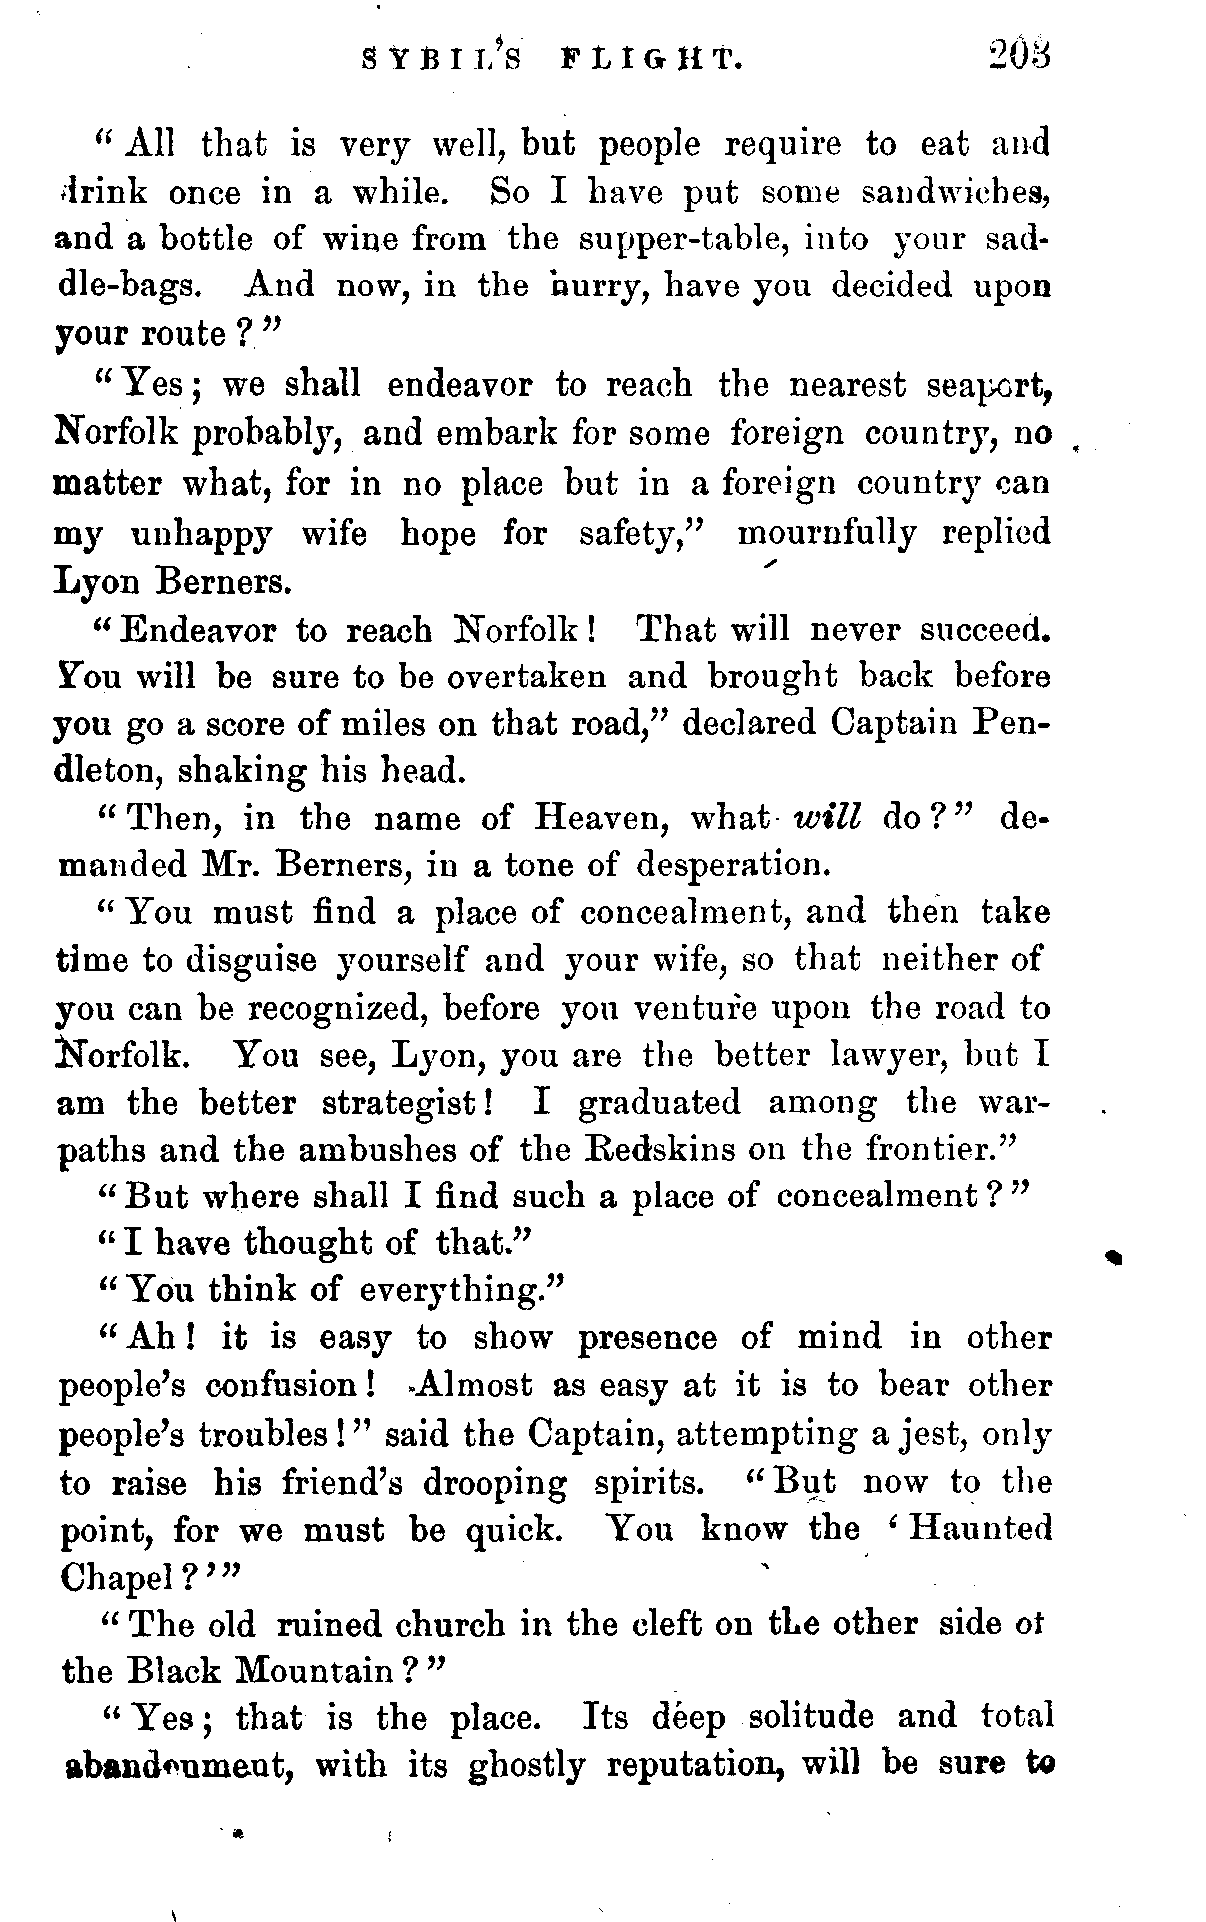 SYBIL'S FLIGHT. 203
“All that is very well, but people require to eat and
drink once in a while. So I have put some sandwiches,
and a bottle of wine from the supper-table, into your sad-
dle-bags. And now, in the hurry, have you decided upon
your route?”
“Yes; we shall endeavor to reach the nearest seaport,
Norfolk probably, and embark for some foreign country, no
matter what, for in no place but in a foreign country can
my unhappy wife hope for safety,” mournfully replied
Lyon Berners.
“Endeavor to reach Norfolk! That will never succeed.
You will be sure to be overtaken and brought back before
you go a score of miles on that road,” declared Captain Pen-
dleton, shaking his head.
“Then, in the name of Heaven, what will do?” de-
manded Mr. Berners, in a tone of desperation.
“You must find a place of concealment, and then take
time to disguise yourself and your wife, so that neither of
you can be recognized, before you venture upon the road to
Norfolk. You see, Lyon, you are the better lawyer, but I
am the better strategist! I graduated among the war-
paths and the ambushes of the Redskins on the frontier.”
“But where shall I find such a place of concealment?”
“I have thought of that.”
“You think of everything.”
“Ah! it is easy to show presence of mind in other
people's confusion! Almost as easy at it is to bear other
people's troubles!” said the Captain, attempting a jest, only
to raise his friend's drooping spirits. “But now to the
point, for we must be quick. You know the ‘Haunted
Chapel?’”
“The old ruined church in the cleft on the other side of
the Black Mountain?”
“Yes; that is the place. Its deep solitude and total
abandonment, with its ghostly reputation, will be sure to